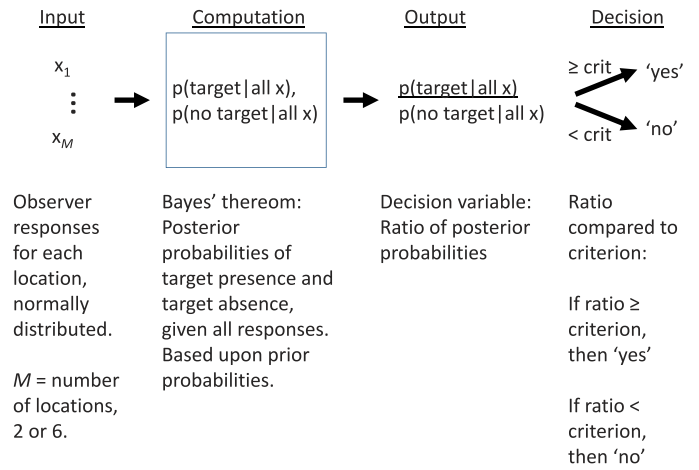 Input
Computation
Output
Decision
x1
⋮
xM
p(target|all x),
p(no target|all x)
p(target|all x)
p(no target|all x)
≥ crit
‘yes’
< crit
‘no’
Observer
responses
for each
location,
normally
distributed.
M = number
of locations,
2 or 6.
Bayes’ thereom:
Posterior
probabilities of
target presence and
target absence,
given all responses.
Based upon prior
probabilities.
Decision variable:
Ratio of posterior
probabilities
Ratio
compared to
criterion:
If ratio ≥
criterion,
then ‘yes’
If ratio <
criterion,
then ‘no’